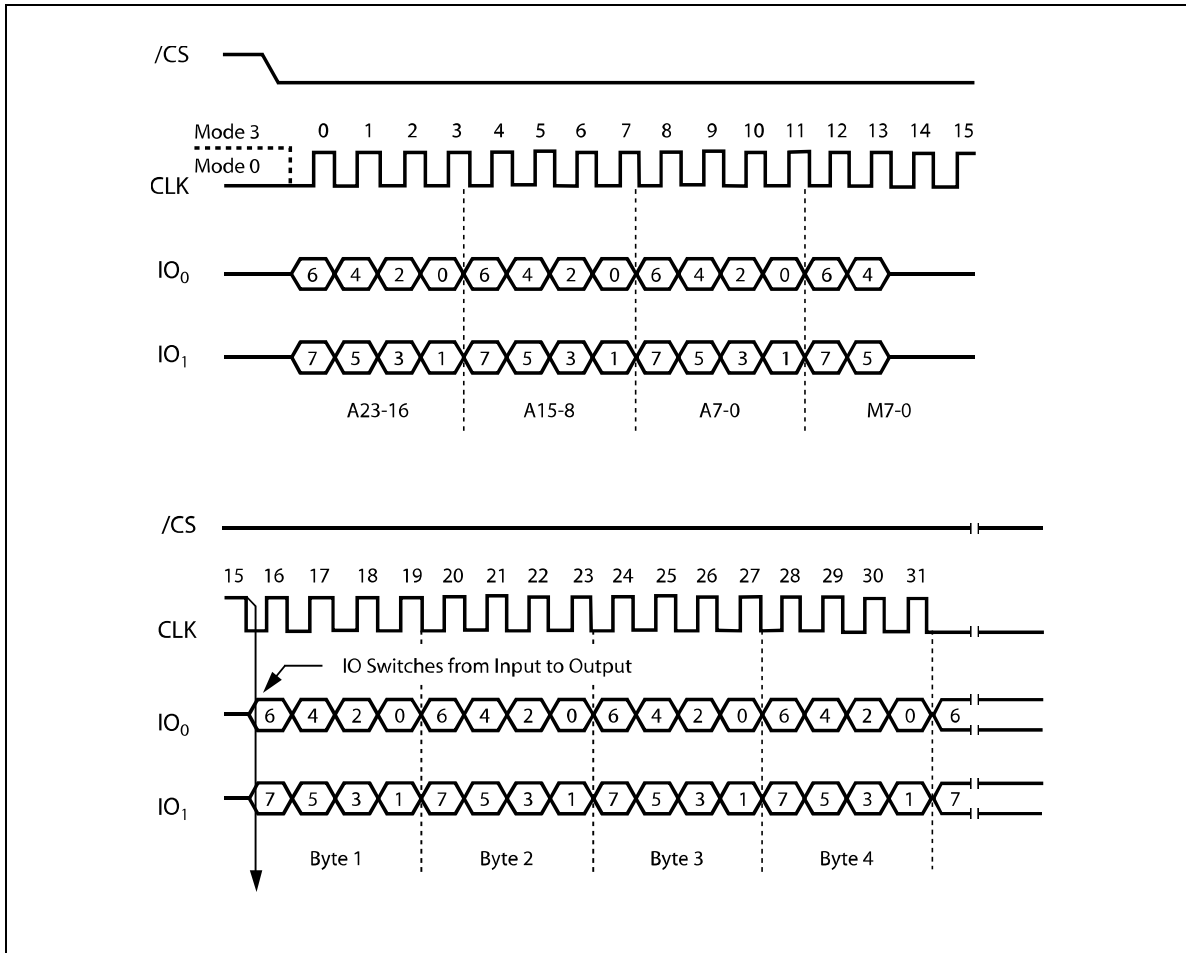 /CS
Mode 3 0 1 2 3 4 5 6 7 8 9 10 11 12 13 14 15
Mode 0
CLK
IO0 6 4 2 0 6 4 2 0 6 4 2 0 6 4
IO1 7 5 3 1 7 5 3 1 7 5 3 1 7 5
A23-16 A15-8 A7-0 M7-0
/CS
15 16 17 18 19 20 21 22 23 24 25 26 27 28 29 30 31
CLK
IO Switches from Input to Output
IO0 6 4 2 0 6 4 2 0 6 4 2 0 6 4 2 0 6
IO1 7 5 3 1 7 5 3 1 7 5 3 1 7 5 3 1 7
Byte 1 Byte 2 Byte 3 Byte 4